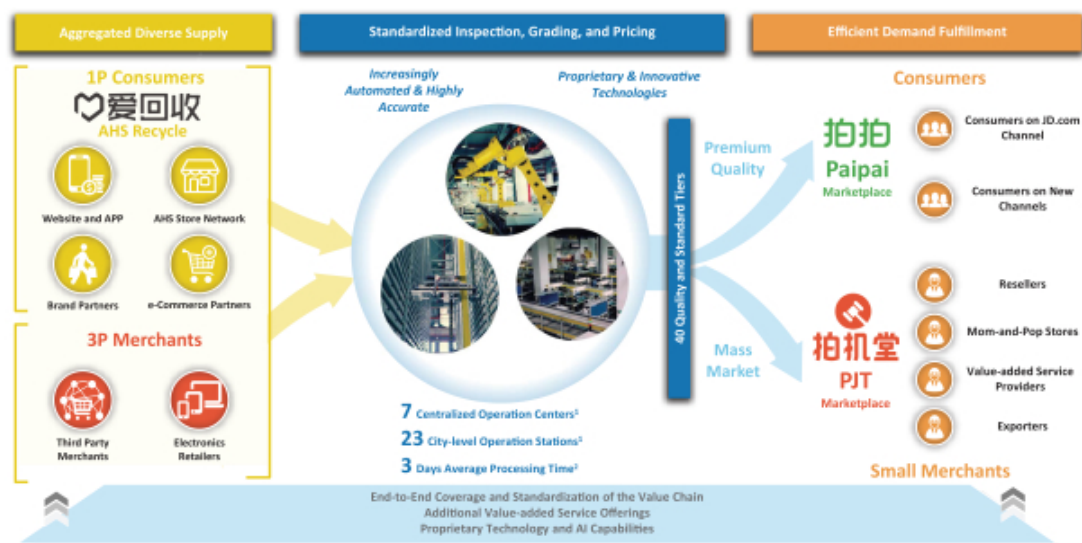 Aggregated Diverse Supply
Standardized Inspection, Grading, and Pricing
Efficient Demand Fulfillment
1P Consumers
爱回收
AHS Recycle
Website and APP
AHS Store Network
Brand Partners
e-Commerce Partners
3P Merchants
Third Party
Merchants
Electronics
Retailers
Increasingly
Automated & Highly
Accurate
Proprietary & Innovative
Technologies
7 Centralized Operation Centers¹
23 City-level Operation Stations¹
3 Days Average Processing Time²
40 Quality and Standard Tiers
Premium
Quality
Mass
Market
Consumers
拍拍
Paipai
Marketplace
Consumers on JD.com
Channel
Consumers on New
Channels
拍机堂
PJT
Marketplace
Resellers
Mom-and-Pop Stores
Value-added Service
Providers
Exporters
Small Merchants
End-to-End Coverage and Standardization of the Value Chain
Additional Value-added Service Offerings
Proprietary Technology and AI Capabilities